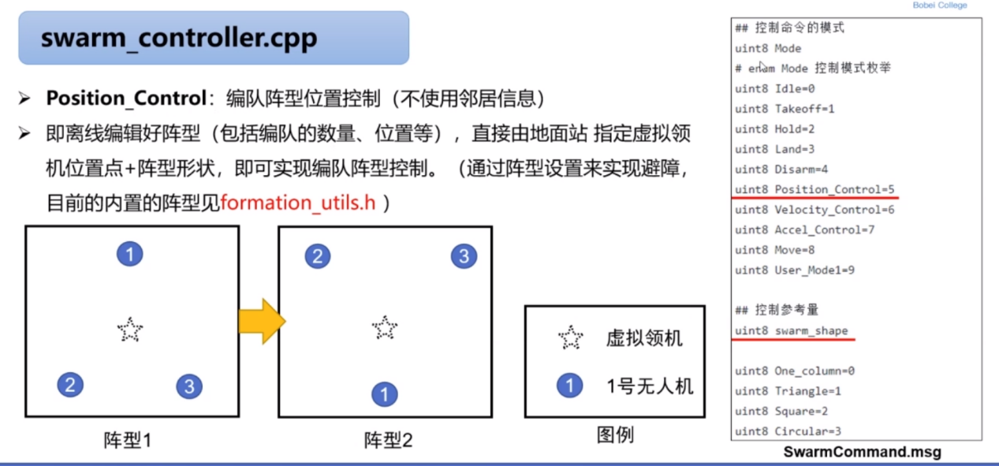 Bobei College
swarm_controller.cpp
Position_Control：编队阵型位置控制（不使用邻居信息）
即离线编辑好阵型（包括编队的数量、位置等），直接由地面站 指定虚拟领
机位置点+阵型形状，即可实现编队阵型控制。（通过阵型设置来实现避障，
目前的内置的阵型见formation_utils.h ）
1
2
3
阵型1
2
3
1
阵型2
虚拟领机
1
1号无人机
图例
## 控制命令的模式
uint8 Mode
# enum Mode 控制模式枚举
uint8 Idle=0
uint8 Takeoff=1
uint8 Hold=2
uint8 Land=3
uint8 Disarm=4
uint8 Position_Control=5
uint8 Velocity_Control=6
uint8 Accel_Control=7
uint8 Move=8
uint8 User_Mode1=9
## 控制参考量
uint8 swarm_shape
uint8 One_column=0
uint8 Triangle=1
uint8 Square=2
uint8 Circular=3
SwarmCommand.msg